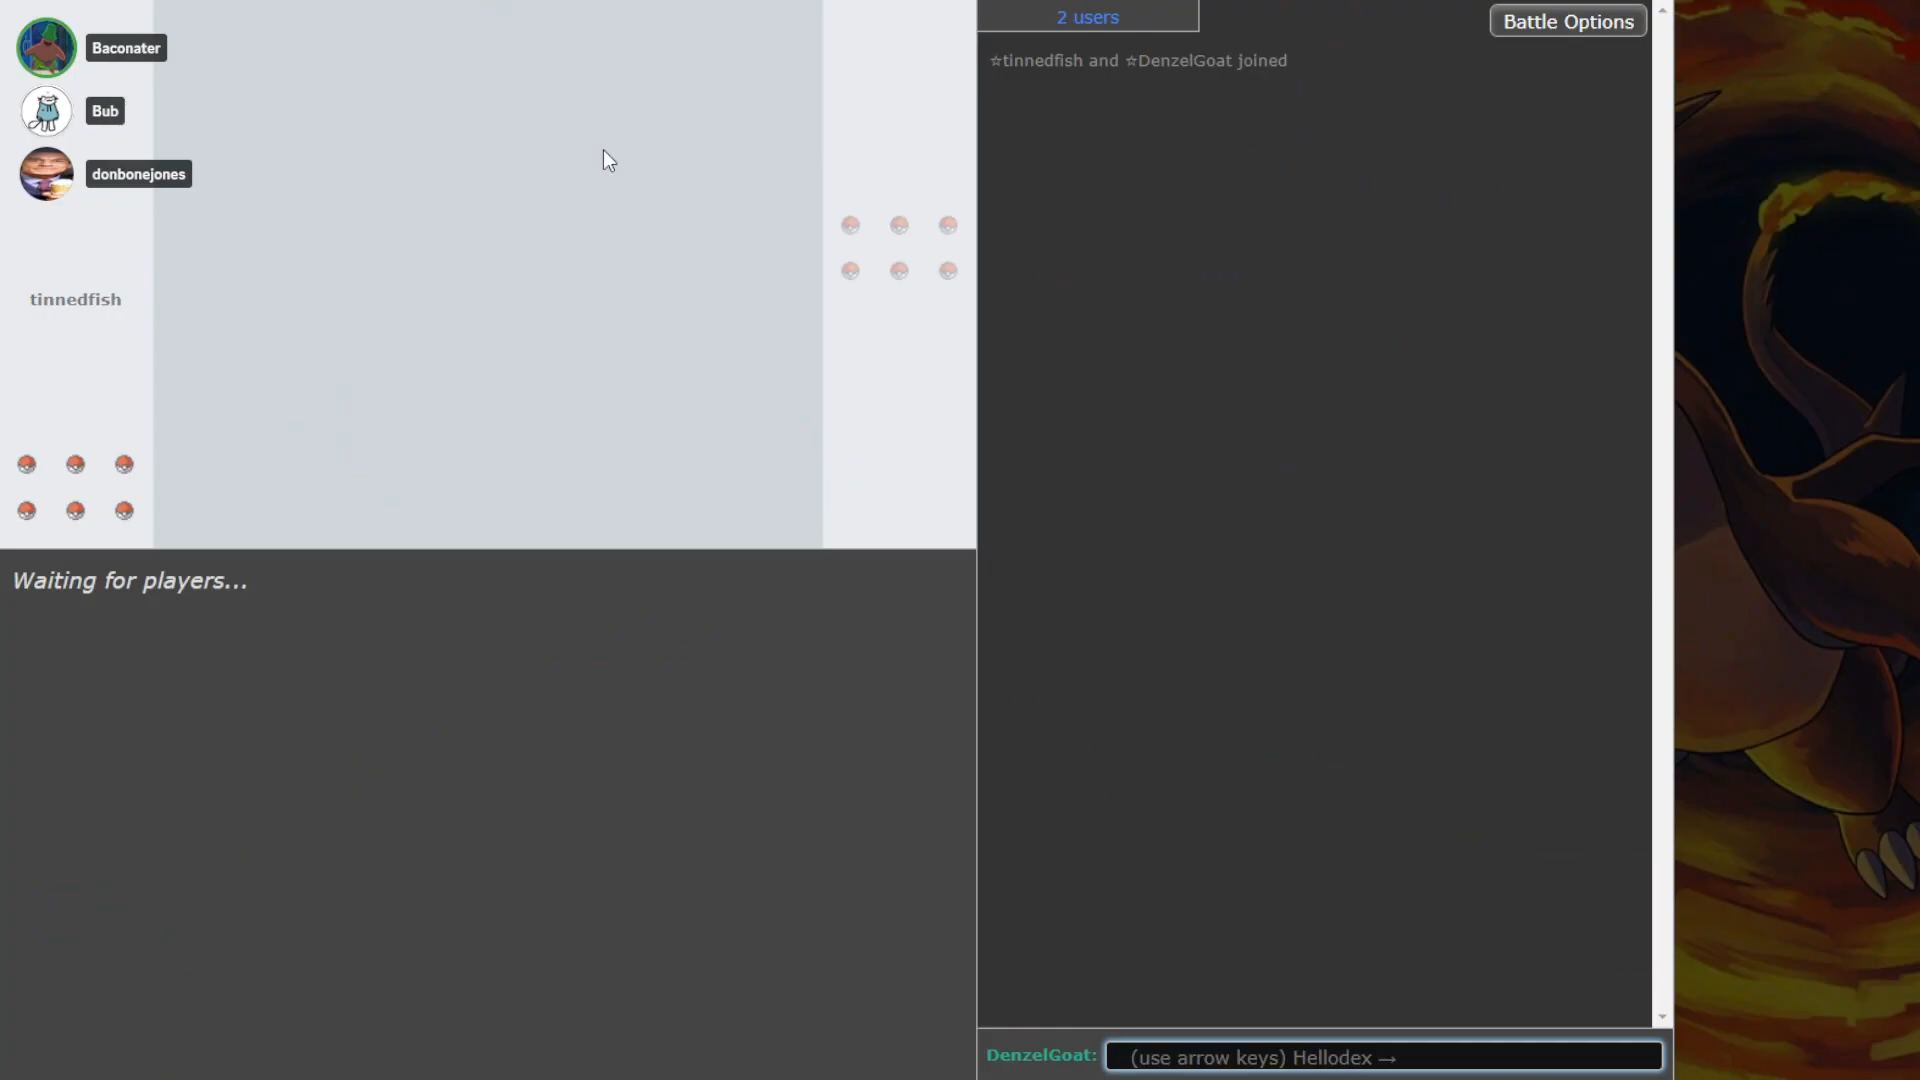 Baconater
Bub
donbonejones
tinnedfish
Waiting for players...
2 users
Battle Options
☆tinnedfish and ☆DenzelGoat joined
DenzelGoat: (use arrow keys) Hellodex →